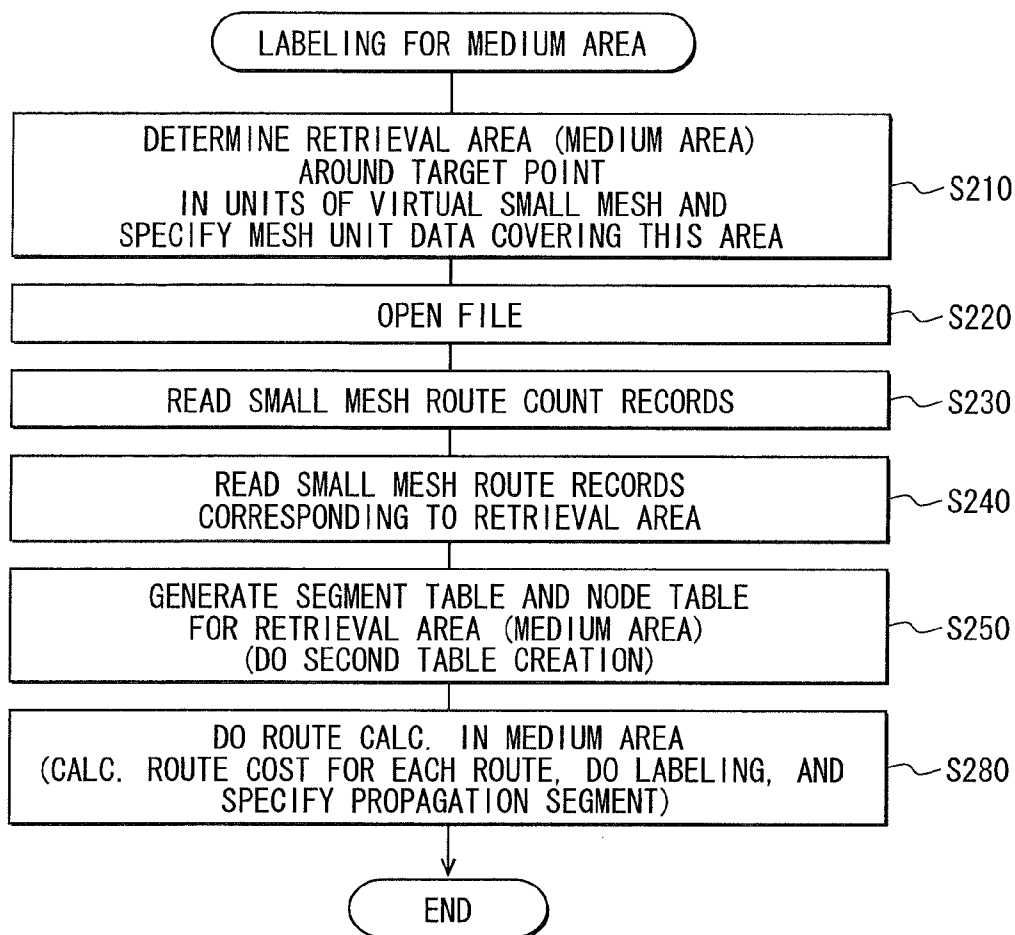 LABELING FOR MEDIUM AREA
DETERMINE RETRIEVAL AREA (MEDIUM AREA)
AROUND TARGET POINT
IN UNITS OF VIRTUAL SMALL MESH AND
SPECIFY MESH UNIT DATA COVERING THIS AREA
S210
OPEN FILE
S220
READ SMALL MESH ROUTE COUNT RECORDS
S230
READ SMALL MESH ROUTE RECORDS
CORRESPONDING TO RETRIEVAL AREA
S240
GENERATE SEGMENT TABLE AND NODE TABLE
FOR RETRIEVAL AREA (MEDIUM AREA)
(DO SECOND TABLE CREATION)
S250
DO ROUTE CALC. IN MEDIUM AREA
(CALC. ROUTE COST FOR EACH ROUTE, DO LABELING, AND
SPECIFY PROPAGATION SEGMENT)
S280
END